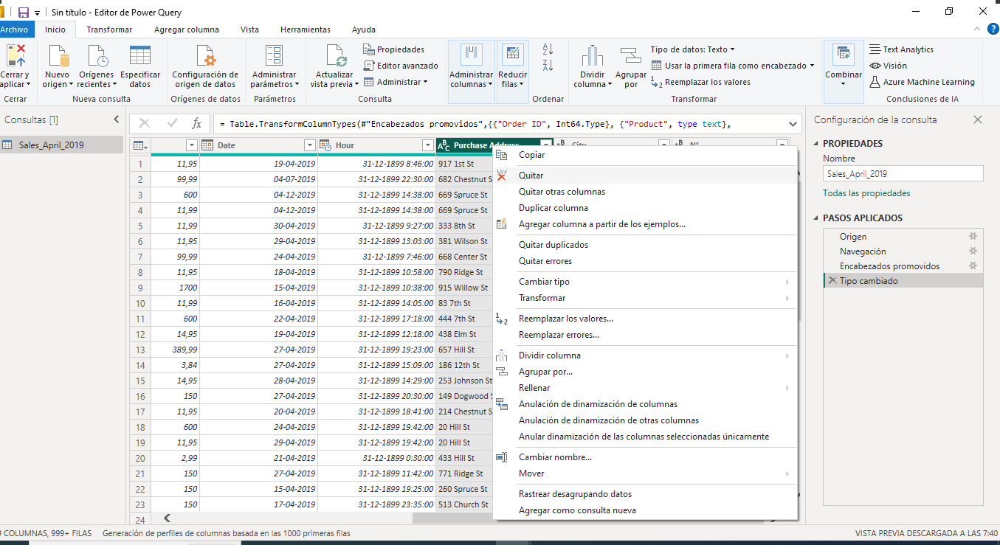 Sin título - Editor de Power Query
Archivo Inicio Transformar Agregar columna Vista Herramientas Ayuda
Cerrar y aplicar
Cerrar
Nuevo origen
Orígenes recientes
Especificar datos
Nueva consulta
Configuración de origen de datos
Orígenes de datos
Administrar parámetros
Parámetros
Actualizar vista previa
Propiedades
Editor avanzado
Administrar
Consulta
Administrar columnas
Reducir filas
Ordenar
Dividir columna
Agrupar por
Tipo de datos: Texto
Usar la primera fila como encabezado
Reemplazar los valores
Transformar
Combinar
Text Analytics
Visión
Azure Machine Learning
Conclusiones de IA
Consultas [1]
Sales_April_2019
= Table.TransformColumnTypes(#"Encabezados promovidos",{{"Order ID", Int64.Type}, {"Product", type text},
Date Hour Purchase Address
1 11,95 19-04-2019 31-12-1899 8:46:00 917 1st St
2 99,99 04-07-2019 31-12-1899 22:30:00 682 Chestnut S
3 600 04-12-2019 31-12-1899 14:38:00 669 Spruce St
4 11,99 04-12-2019 31-12-1899 14:38:00 669 Spruce St
5 11,99 30-04-2019 31-12-1899 9:27:00 333 8th St
6 11,95 29-04-2019 31-12-1899 13:03:00 381 Wilson St
7 99,99 24-04-2019 31-12-1899 7:46:00 668 Center St
8 11,95 18-04-2019 31-12-1899 10:58:00 790 Ridge St
9 1700 15-04-2019 31-12-1899 10:38:00 915 Willow St
10 11,99 16-04-2019 31-12-1899 14:05:00 83 7th St
11 600 22-04-2019 31-12-1899 17:18:00 444 7th St
12 14,95 19-04-2019 31-12-1899 12:18:00 438 Elm St
13 389,99 27-04-2019 31-12-1899 19:23:00 657 Hill St
14 3,84 27-04-2019 31-12-1899 15:09:00 186 12th St
15 14,95 28-04-2019 31-12-1899 14:29:00 253 Johnson St
16 150 27-04-2019 31-12-1899 20:30:00 149 Dogwood S
17 11,95 20-04-2019 31-12-1899 18:41:00 214 Chestnut S
18 600 24-04-2019 31-12-1899 19:42:00 20 Hill St
19 11,95 29-04-2019 31-12-1899 19:42:00 20 Hill St
20 2,99 21-04-2019 31-12-1899 0:30:00 433 Hill St
21 150 27-04-2019 31-12-1899 11:42:00 771 Ridge St
22 150 15-04-2019 31-12-1899 19:25:00 260 Spruce St
23 150 17-04-2019 31-12-1899 23:35:00 513 Church St
24
Copiar
Quitar
Quitar otras columnas
Duplicar columna
Agregar columna a partir de los ejemplos...
Quitar duplicados
Quitar errores
Cambiar tipo
Transformar
Reemplazar los valores...
Reemplazar errores...
Dividir columna
Agrupar por...
Rellenar
Anulación de dinamización de columnas
Anulación de dinamización de otras columnas
Anular dinamización de las columnas seleccionadas únicamente
Cambiar nombre...
Mover
Rastrear desagrupando datos
Agregar como consulta nueva
Configuración de la consulta
PROPIEDADES
Nombre
Sales_April_2019
Todas las propiedades
PASOS APLICADOS
Origen
Navegación
Encabezados promovidos
Tipo cambiado
COLUMNAS, 999+ FILAS Generación de perfiles de columnas basada en las 1000 primeras filas
VISTA PREVIA DESCARGADA A LAS 7:40